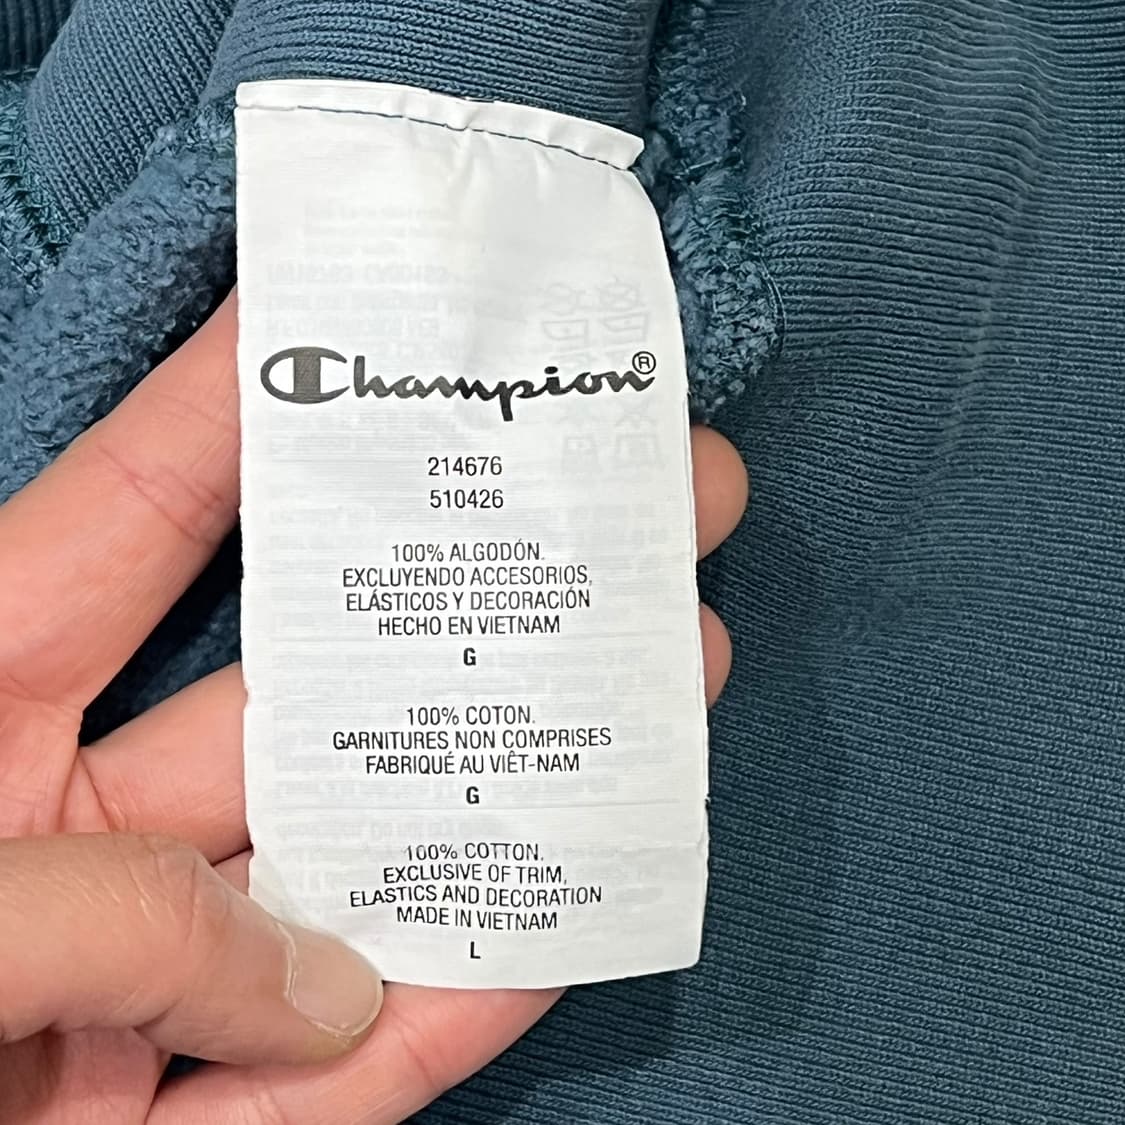 Champion®
214676
510426
100% ALGODÓN.
EXCLUYENDO ACCESORIOS,
ELÁSTICOS Y DECORACIÓN
HECHO EN VIETNAM
G
100% COTON.
GARNITURES NON COMPRISES
FABRIQUÉ AU VIÊT-NAM
G
100% COTTON.
EXCLUSIVE OF TRIM,
ELASTICS AND DECORATION
MADE IN VIETNAM
L